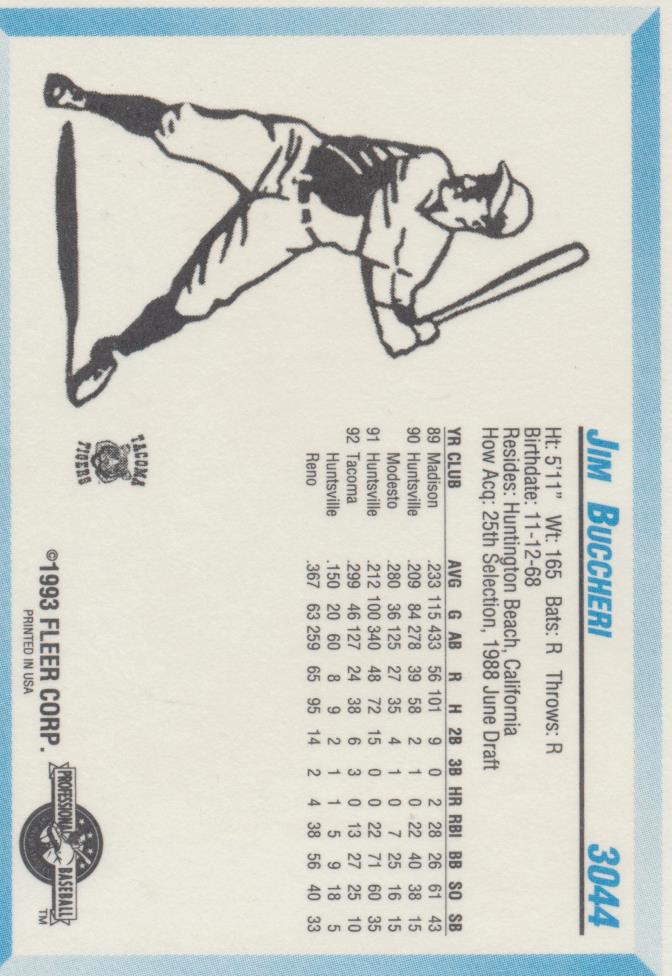 JIM BUCCHERI 3044
Ht: 5'11" Wt: 165 Bats: R Throws: R
Birthdate: 11-12-68
Resides: Huntington Beach, California
How Acq: 25th Selection, 1988 June Draft
YR CLUB AVG G AB R H 2B 3B HR RBI BB SO SB
89 Madison .233 115 433 56 101 9 0 2 28 26 61 43
90 Huntsville .209 84 278 39 58 2 1 0 22 40 38 15
Modesto .280 36 125 27 35 4 1 0 7 25 16 15
91 Huntsville .212 100 340 48 72 15 0 0 22 71 60 35
92 Tacoma .299 46 127 24 38 6 3 0 13 27 25 10
Huntsville .150 20 60 8 9 2 1 1 5 9 18 5
Reno .367 63 259 65 95 14 2 4 38 56 40 33
TACOMA
TIGERS
©1993 FLEER CORP.
PRINTED IN USA
PROFESSIONAL
BASEBALL
TM